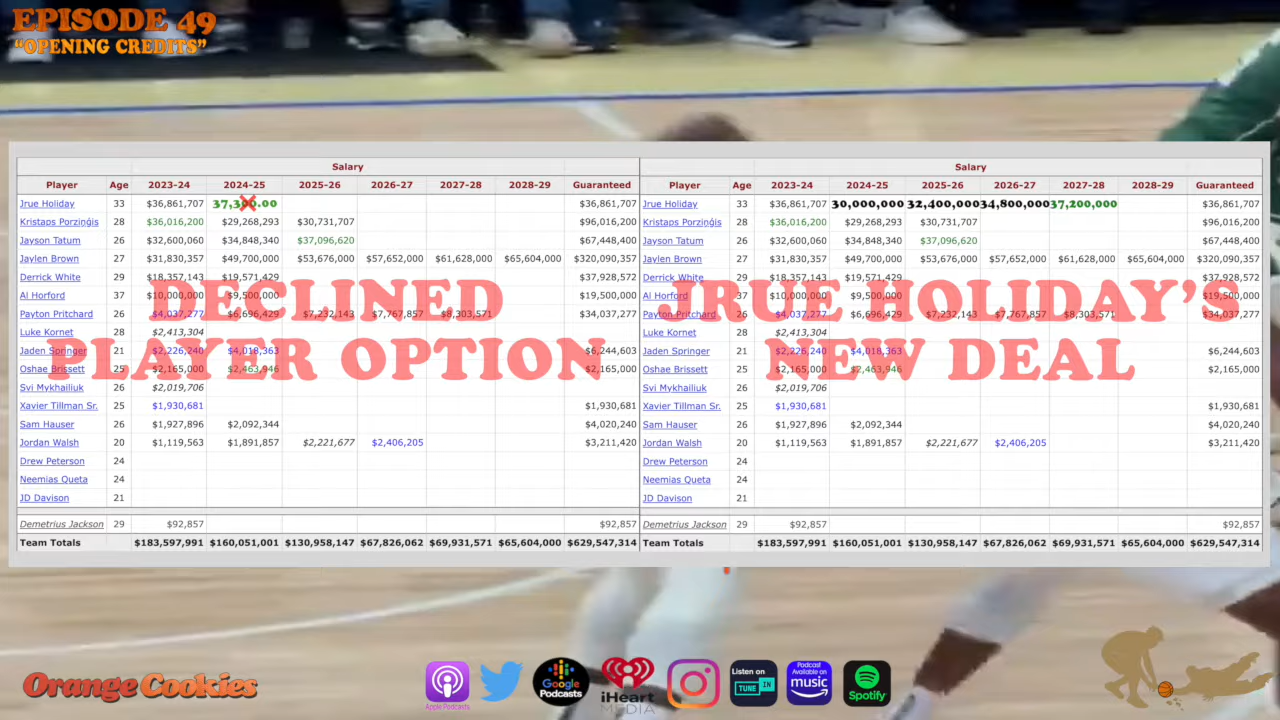 EPISODE 49
"OPENING CREDITS"
Salary
Player Age 2023-24 2024-25 2025-26 2026-27 2027-28 2028-29 Guaranteed
Jrue Holiday 33 $36,861,707 $36,861,707
Kristaps Porziņģis 28 $36,016,200 $29,268,293 $30,731,707 $96,016,200
Jayson Tatum 26 $32,600,060 $34,848,340 $37,096,620 $67,448,400
Jaylen Brown 27 $31,830,357 $49,700,000 $53,676,000 $57,652,000 $61,628,000 $65,604,000 $320,090,357
Derrick White 29 $18,357,143 $19,571,429 $37,928,572
Al Horford 37 $10,000,000 $9,500,000 $19,500,000
Payton Pritchard 26 $4,037,277 $6,696,429 $7,232,143 $7,767,857 $8,303,571 $34,037,277
Luke Kornet 28 $2,413,304
Jaden Springer 21 $2,226,240 $4,018,363 $6,244,603
Oshae Brissett 25 $2,165,000 $2,463,946 $2,165,000
Svi Mykhailiuk 26 $2,019,706
Xavier Tillman Sr. 25 $1,930,681 $1,930,681
Sam Hauser 26 $1,927,896 $2,092,344 $4,020,240
Jordan Walsh 20 $1,119,563 $1,891,857 $2,221,677 $2,406,205 $3,211,420
Drew Peterson 24
Neemias Queta 24
JD Davison 21
Demetrius Jackson 29 $92,857 $92,857
Team Totals $183,597,991 $160,051,001 $130,958,147 $67,826,062 $69,931,571 $65,604,000 $629,547,314
DECLINED
PLAYER OPTION
Salary
Player Age 2023-24 2024-25 2025-26 2026-27 2027-28 2028-29 Guaranteed
Jrue Holiday 33 $36,861,707 30,000,000 32,400,000 34,800,000 37,200,000 $36,861,707
Kristaps Porziņģis 28 $36,016,200 $29,268,293 $30,731,707 $96,016,200
Jayson Tatum 26 $32,600,060 $34,848,340 $37,096,620 $67,448,400
Jaylen Brown 27 $31,830,357 $49,700,000 $53,676,000 $57,652,000 $61,628,000 $65,604,000 $320,090,357
Derrick White 29 $18,357,143 $19,571,429 $37,928,572
Al Horford 37 $10,000,000 $9,500,000 $19,500,000
Payton Pritchard 26 $4,037,277 $6,696,429 $7,232,143 $7,767,857 $8,303,571 $34,037,277
Luke Kornet 28 $2,413,304
Jaden Springer 21 $2,226,240 $4,018,363 $6,244,603
Oshae Brissett 25 $2,165,000 $2,463,946 $2,165,000
Svi Mykhailiuk 26 $2,019,706
Xavier Tillman Sr. 25 $1,930,681 $1,930,681
Sam Hauser 26 $1,927,896 $2,092,344 $4,020,240
Jordan Walsh 20 $1,119,563 $1,891,857 $2,221,677 $2,406,205 $3,211,420
Drew Peterson 24
Neemias Queta 24
JD Davison 21
Demetrius Jackson 29 $92,857 $92,857
Team Totals $183,597,991 $160,051,001 $130,958,147 $67,826,062 $69,931,571 $65,604,000 $629,547,314
JRUE HOLIDAY'S
NEW DEAL
Orange Cookies
Apple Podcasts
Google Podcasts
iHeart
MEDIA
Listen on
TUNE IN
Podcast
Available on
music
Spotify